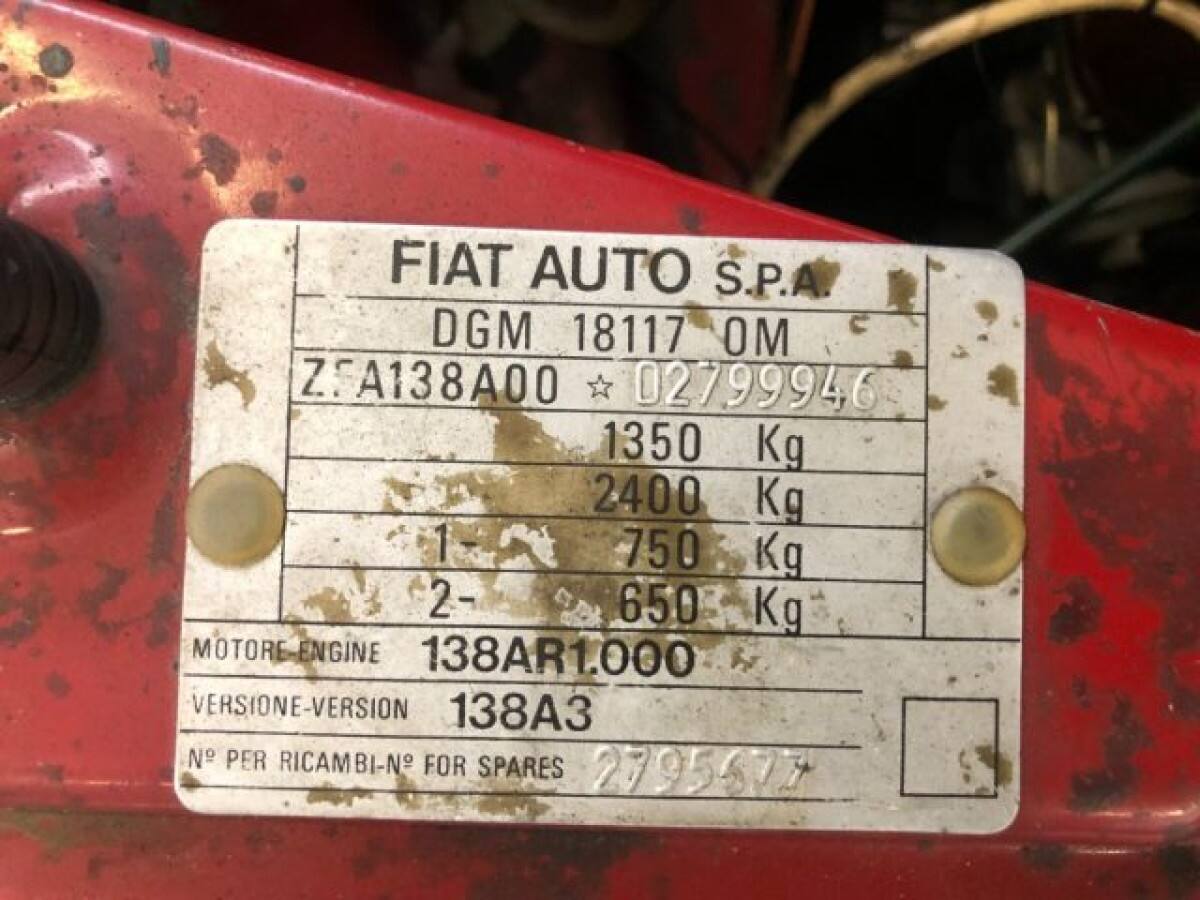 FIAT AUTO S.P.A.
DGM 18117 OM
ZFA138A00 ☆ 02799946
1350 Kg
2400 Kg
1- 750 Kg
2- 650 Kg
MOTORE-ENGINE 138AR1.000
VERSIONE-VERSION 138A3
Nº PER RICAMBI-Nº FOR SPARES 2795677